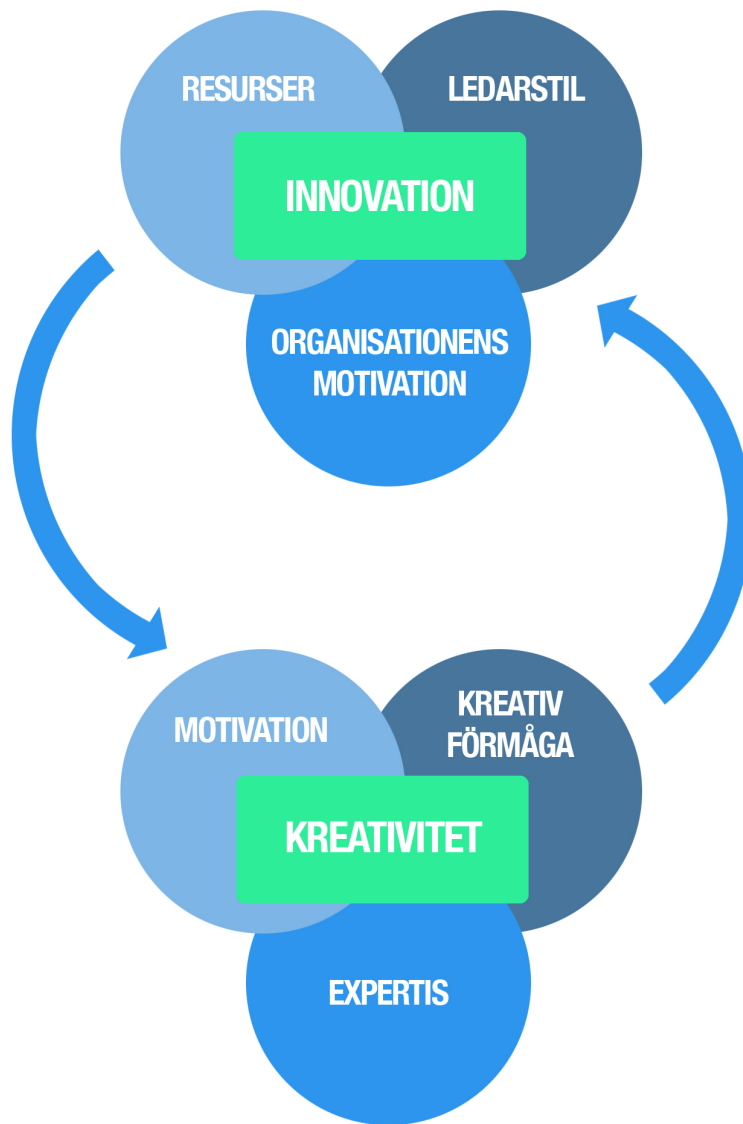 RESURSER
LEDARSTIL
INNOVATION
ORGANISATIONENS
MOTIVATION
MOTIVATION
KREATIV
FÖRMÅGA
KREATIVITET
EXPERTIS